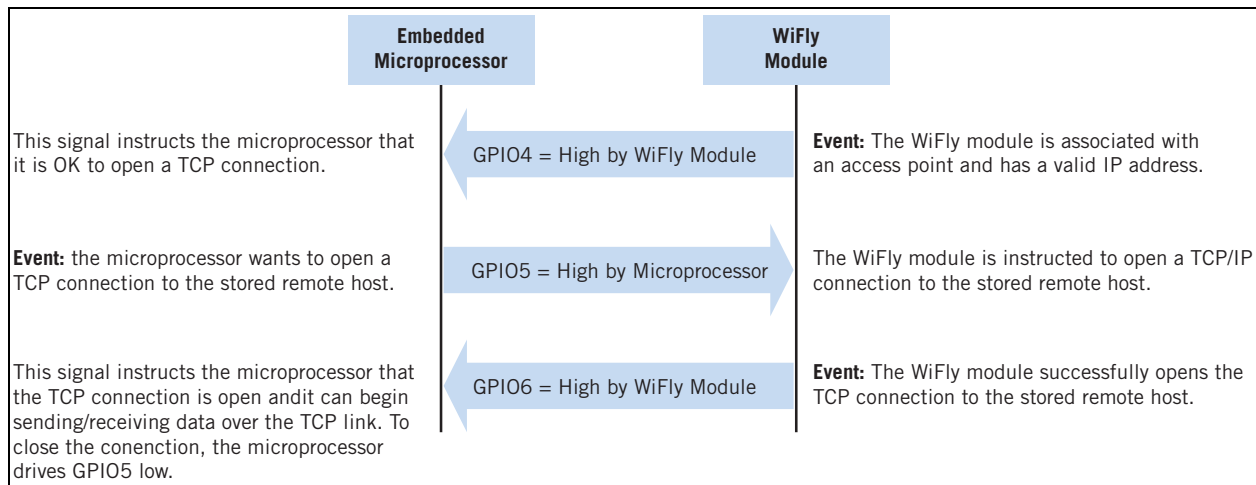 Embedded
Microprocessor
WiFly
Module
This signal instructs the microprocessor that
it is OK to open a TCP connection.
GPIO4 = High by WiFly Module
Event: The WiFly module is associated with
an access point and has a valid IP address.
Event: the microprocessor wants to open a
TCP connection to the stored remote host.
GPIO5 = High by Microprocessor
The WiFly module is instructed to open a TCP/IP
connection to the stored remote host.
This signal instructs the microprocessor that
the TCP connection is open andit can begin
sending/receiving data over the TCP link. To
close the conenction, the microprocessor
drives GPIO5 low.
GPIO6 = High by WiFly Module
Event: The WiFly module successfully opens the
TCP connection to the stored remote host.